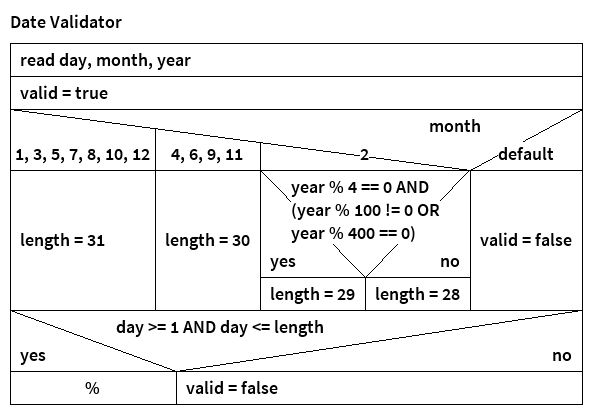 Date Validator
read day, month, year
valid = true
month
1, 3, 5, 7, 8, 10, 12
4, 6, 9, 11
2
default
length = 31
length = 30
year % 4 == 0 AND
(year % 100 != 0 OR
year % 400 == 0)
yes
no
length = 29
length = 28
valid = false
day >= 1 AND day <= length
yes
no
%
valid = false